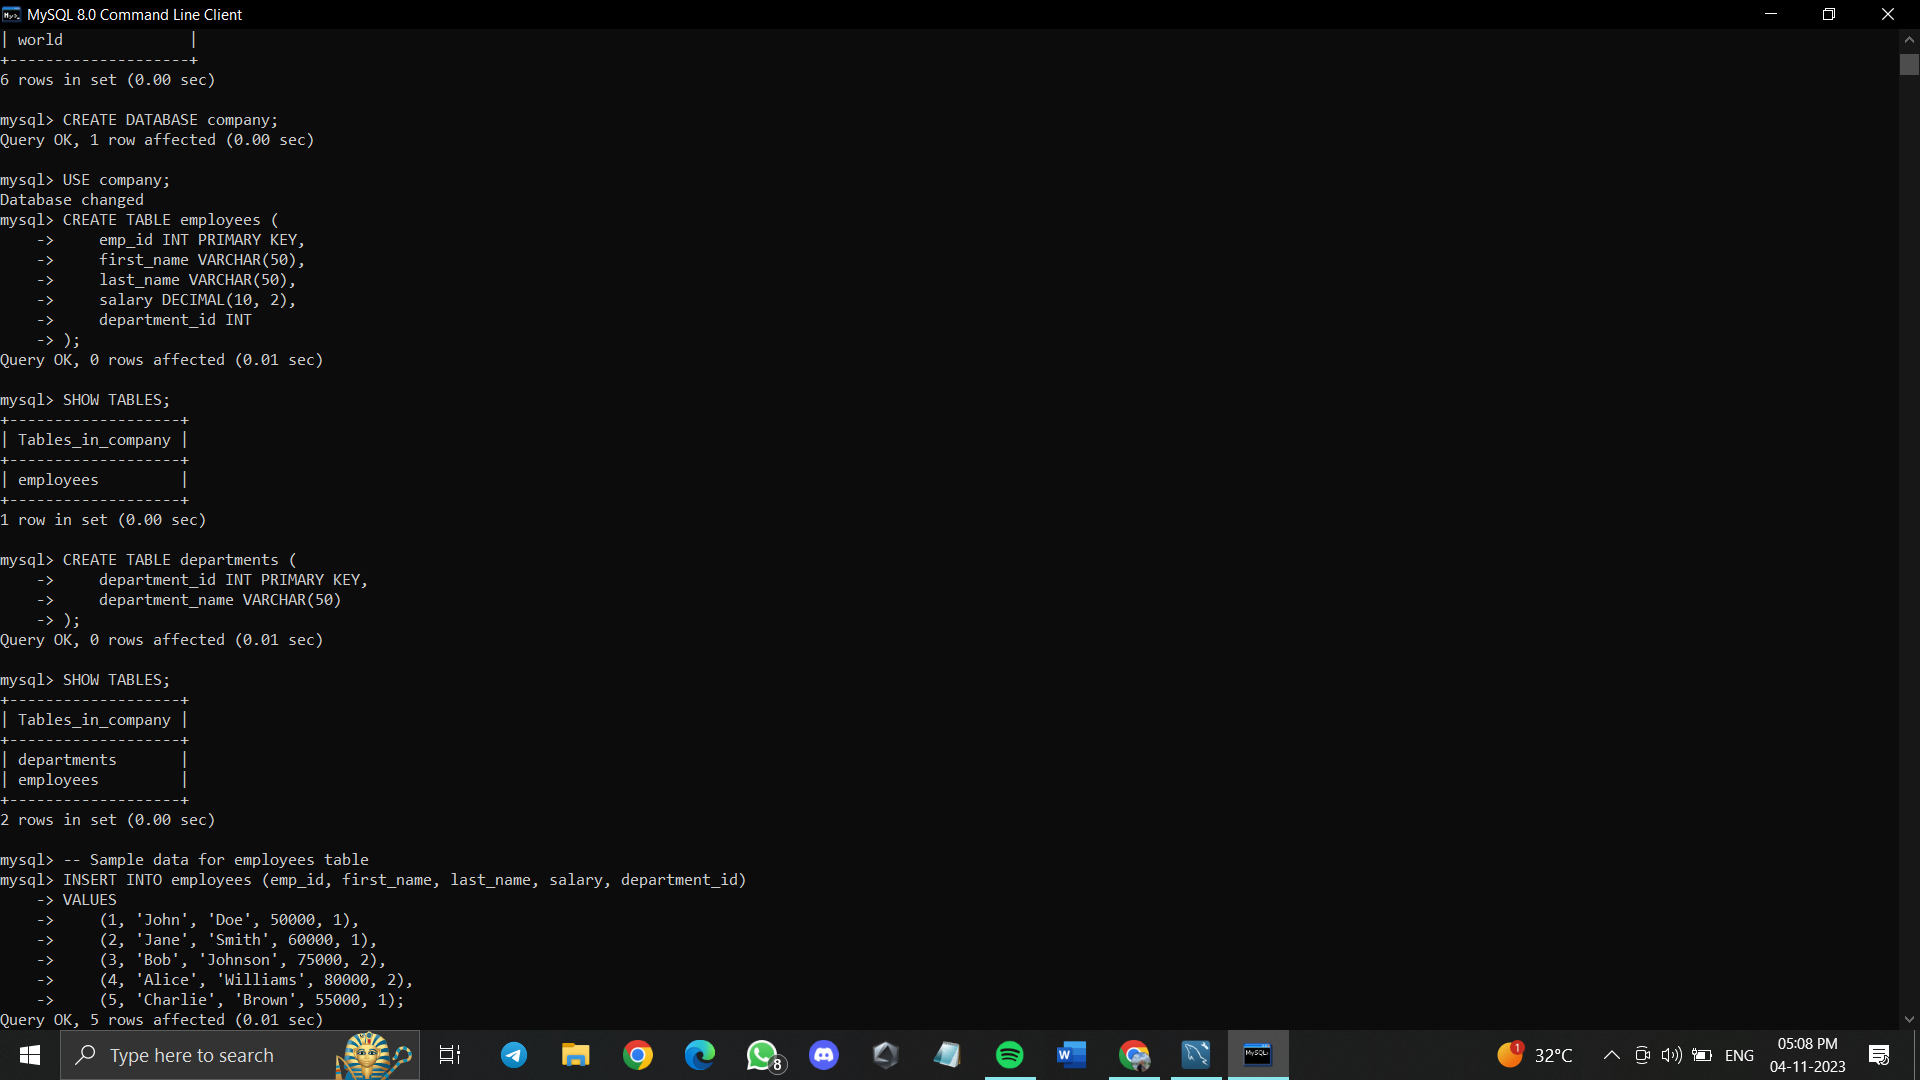 MySQL 8.0 Command Line Client
| world              |
+--------------------+
6 rows in set (0.00 sec)
mysql> CREATE DATABASE company;
Query OK, 1 row affected (0.00 sec)
mysql> USE company;
Database changed
mysql> CREATE TABLE employees (
    ->     emp_id INT PRIMARY KEY,
    ->     first_name VARCHAR(50),
    ->     last_name VARCHAR(50),
    ->     salary DECIMAL(10, 2),
    ->     department_id INT
    -> );
Query OK, 0 rows affected (0.01 sec)
mysql> SHOW TABLES;
+-------------------+
| Tables_in_company |
+-------------------+
| employees         |
+-------------------+
1 row in set (0.00 sec)
mysql> CREATE TABLE departments (
    ->     department_id INT PRIMARY KEY,
    ->     department_name VARCHAR(50)
    -> );
Query OK, 0 rows affected (0.01 sec)
mysql> SHOW TABLES;
+-------------------+
| Tables_in_company |
+-------------------+
| departments       |
| employees         |
+-------------------+
2 rows in set (0.00 sec)
mysql> -- Sample data for employees table
mysql> INSERT INTO employees (emp_id, first_name, last_name, salary, department_id)
    -> VALUES
    ->     (1, 'John', 'Doe', 50000, 1),
    ->     (2, 'Jane', 'Smith', 60000, 1),
    ->     (3, 'Bob', 'Johnson', 75000, 2),
    ->     (4, 'Alice', 'Williams', 80000, 2),
    ->     (5, 'Charlie', 'Brown', 55000, 1);
Query OK, 5 rows affected (0.01 sec)
Type here to search
8
W
MySQL
1
32°C
ENG
05:08 PM
04-11-2023